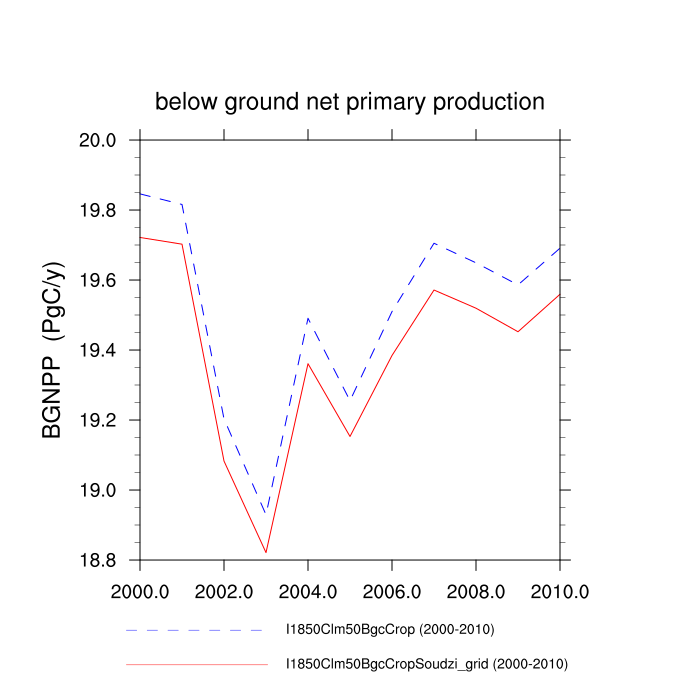 below ground net primary production
BGNPP (PgC/y)
20.0
19.8
19.6
19.4
19.2
19.0
18.8
2000.0 2002.0 2004.0 2006.0 2008.0 2010.0
I1850Clm50BgcCrop (2000-2010)
I1850Clm50BgcCropSoudzi_grid (2000-2010)